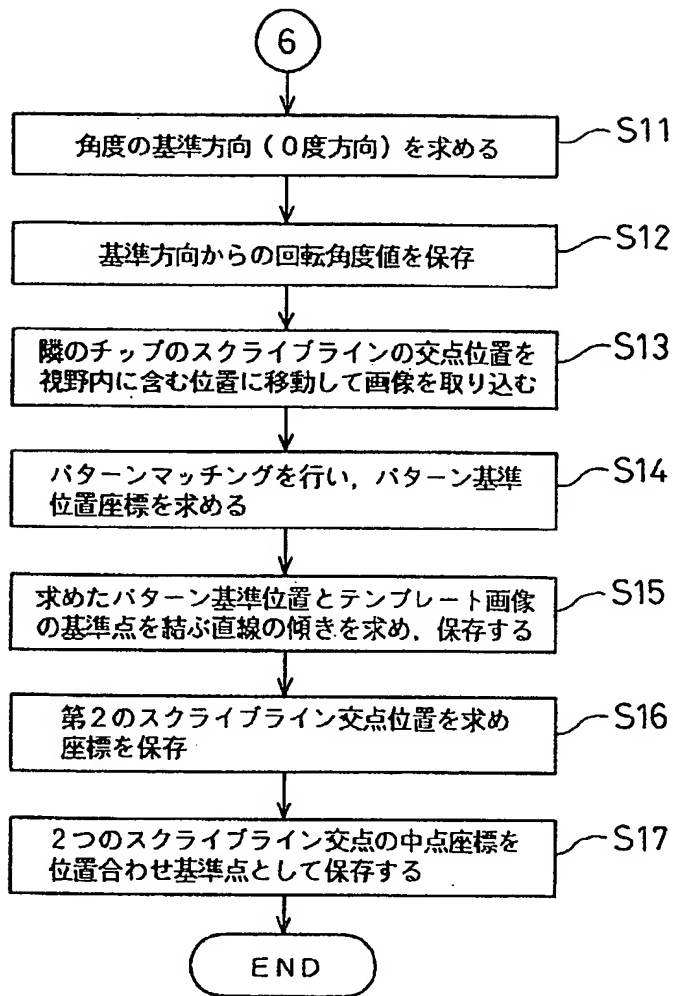 6
角度の基準方向(0度方向)を求める
S11
基準方向からの回転角度値を保存
S12
隣のチップのスクライブラインの交点位置を
視野内に含む位置に移動して画像を取り込む
S13
パターンマッチングを行い,パターン基準
位置座標を求める
S14
求めたパターン基準位置とテンプレート画像
の基準点を結ぶ直線の傾きを求め,保存する
S15
第2のスクライブライン交点位置を求め
座標を保存
S16
2つのスクライブライン交点の中点座標を
位置合わせ基準点として保存する
S17
END